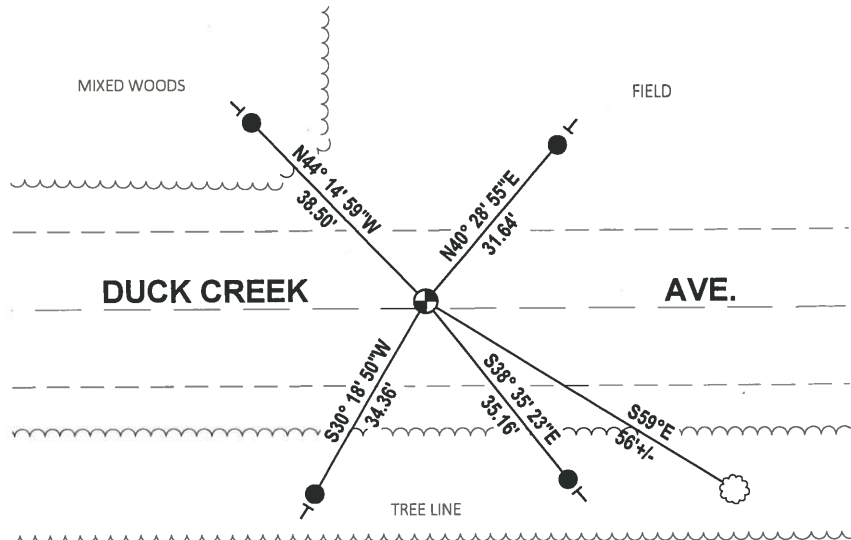 MIXED WOODS
FIELD
N44° 14' 59"W
38.50'
N40° 28' 55"E
31.64'
DUCK CREEK AVE.
S30° 18' 50"W
34.36'
S38° 35' 23"E
35.16'
S59°E
56'+/-
TREE LINE